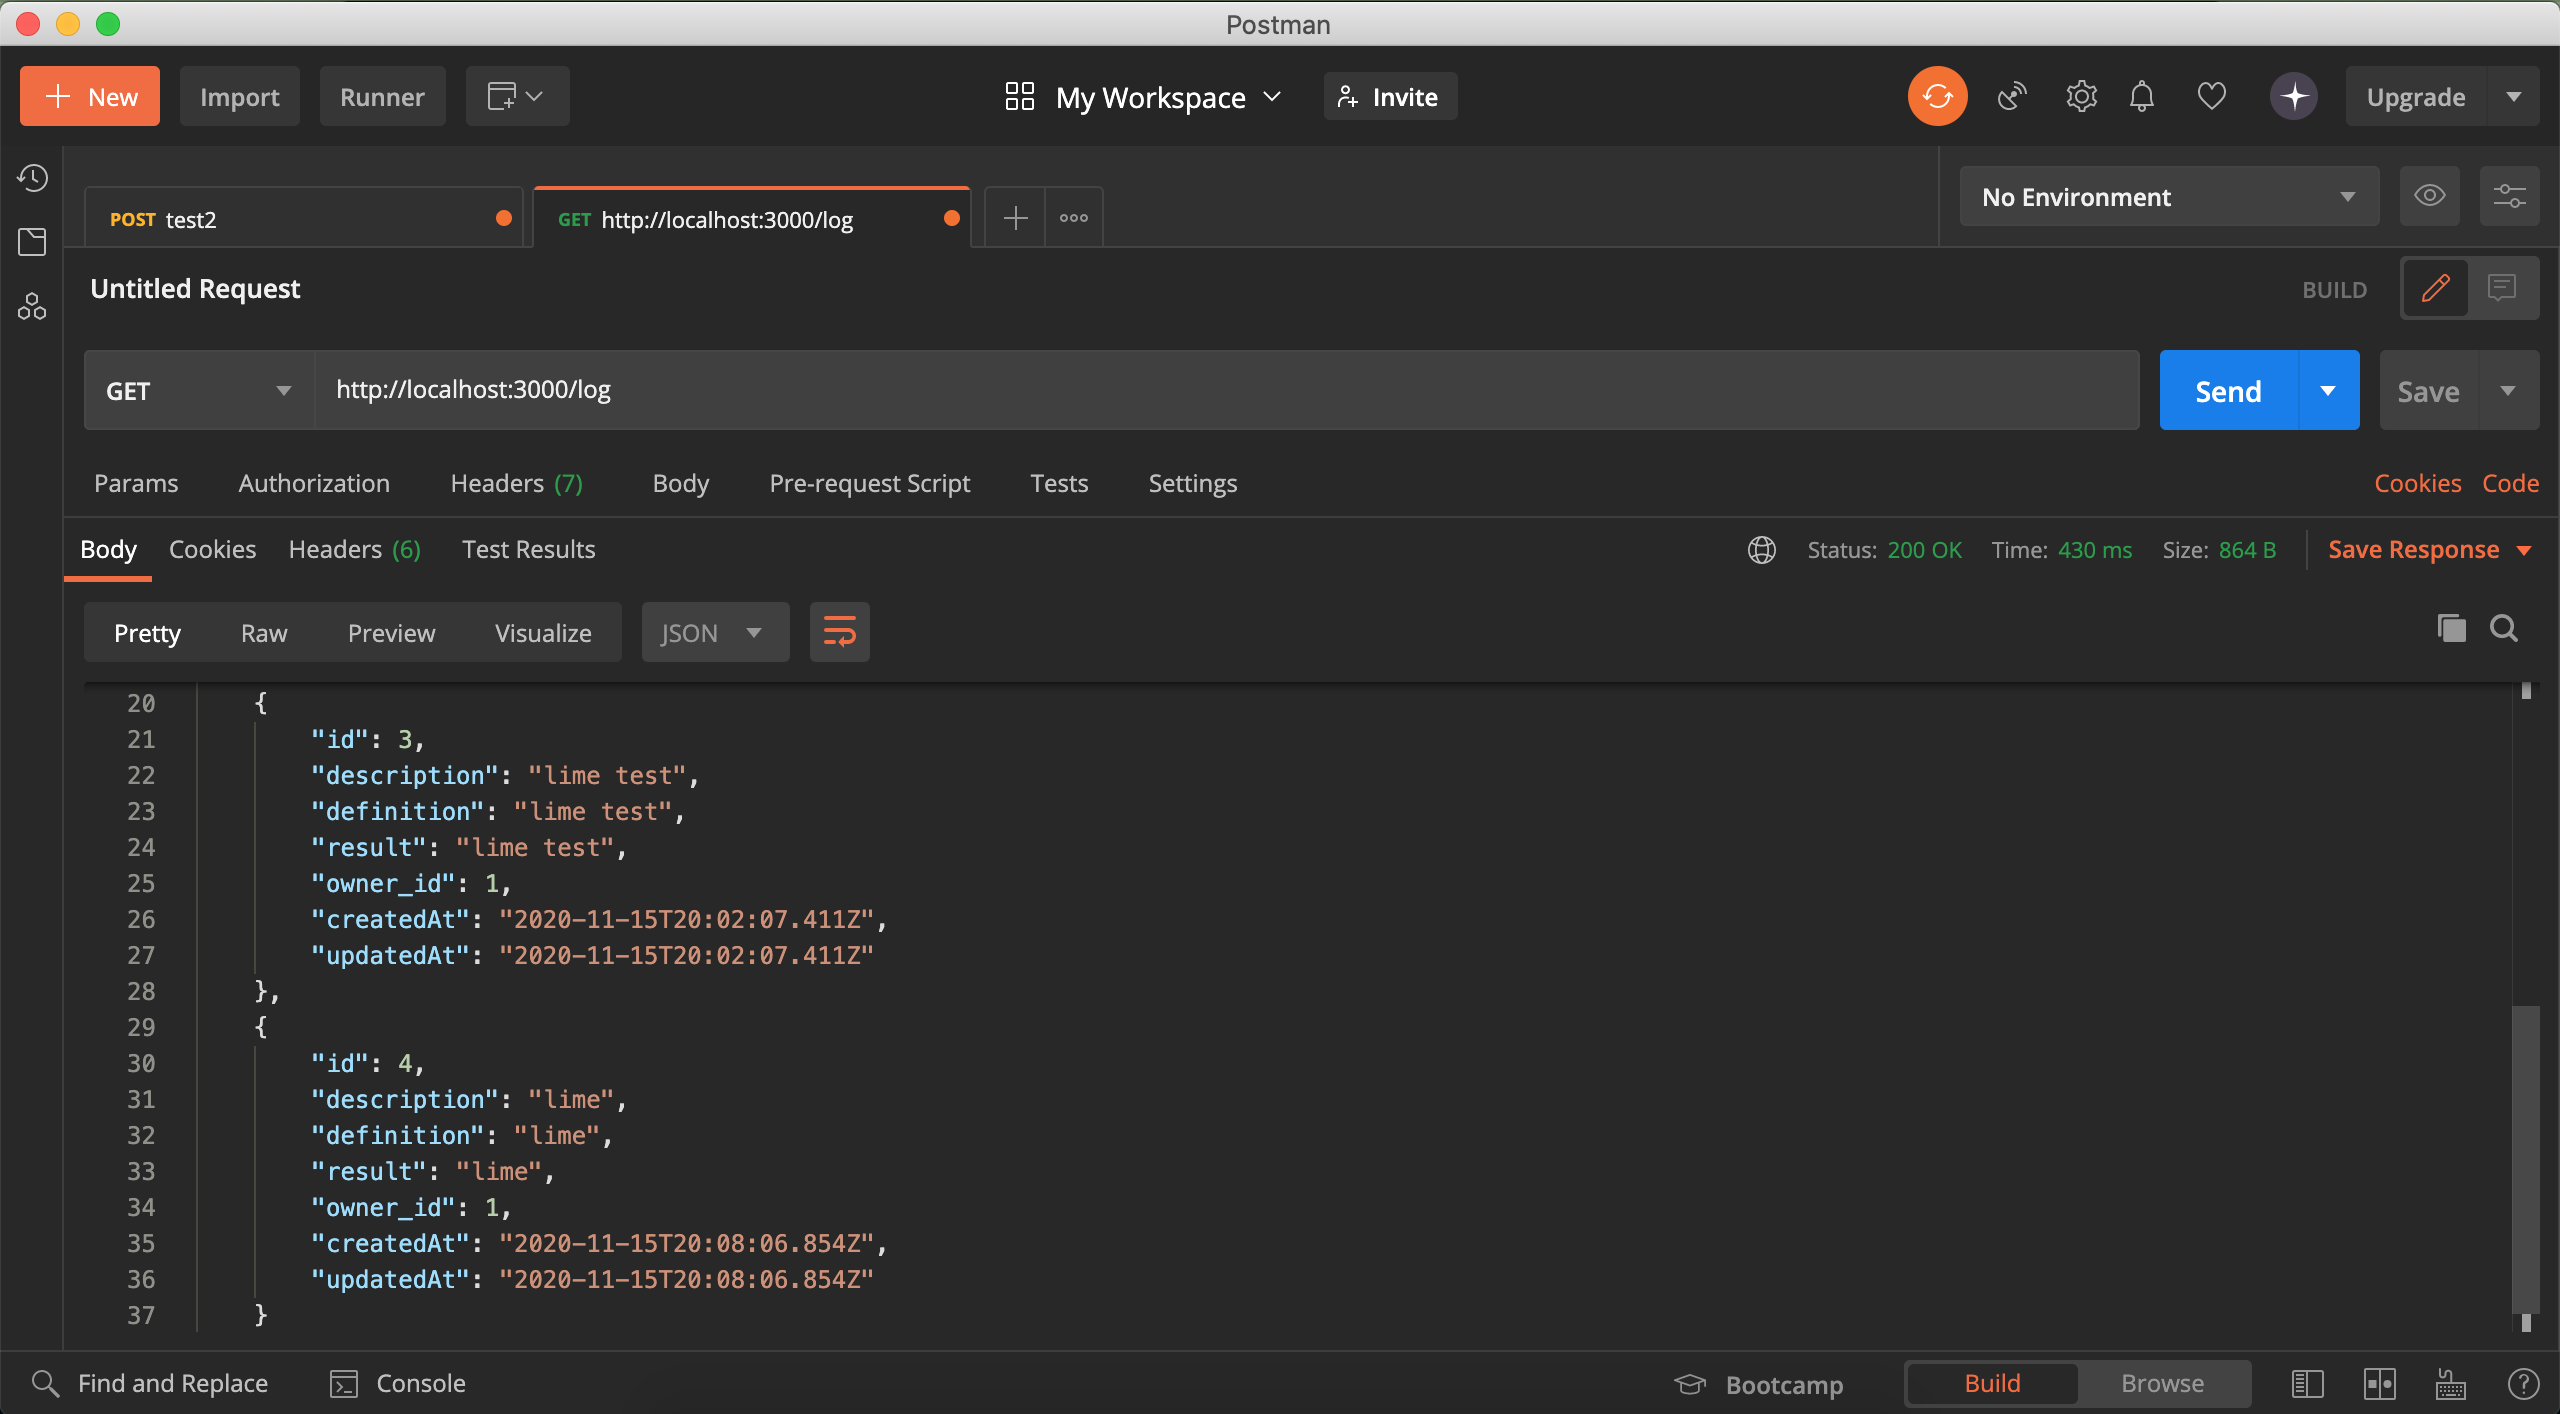 Postman
New Import Runner My Workspace Invite Upgrade
POST test2 GET http://localhost:3000/log No Environment
Untitled Request BUILD
GET http://localhost:3000/log Send Save
Params Authorization Headers (7) Body Pre-request Script Tests Settings Cookies Code
Body Cookies Headers (6) Test Results Status: 200 OK Time: 430 ms Size: 864 B Save Response
Pretty Raw Preview Visualize JSON
20 {
21 "id": 3,
22 "description": "lime test",
23 "definition": "lime test",
24 "result": "lime test",
25 "owner_id": 1,
26 "createdAt": "2020-11-15T20:02:07.411Z",
27 "updatedAt": "2020-11-15T20:02:07.411Z"
28 },
29 {
30 "id": 4,
31 "description": "lime",
32 "definition": "lime",
33 "result": "lime",
34 "owner_id": 1,
35 "createdAt": "2020-11-15T20:08:06.854Z",
36 "updatedAt": "2020-11-15T20:08:06.854Z"
37 }
Find and Replace Console Bootcamp Build Browse